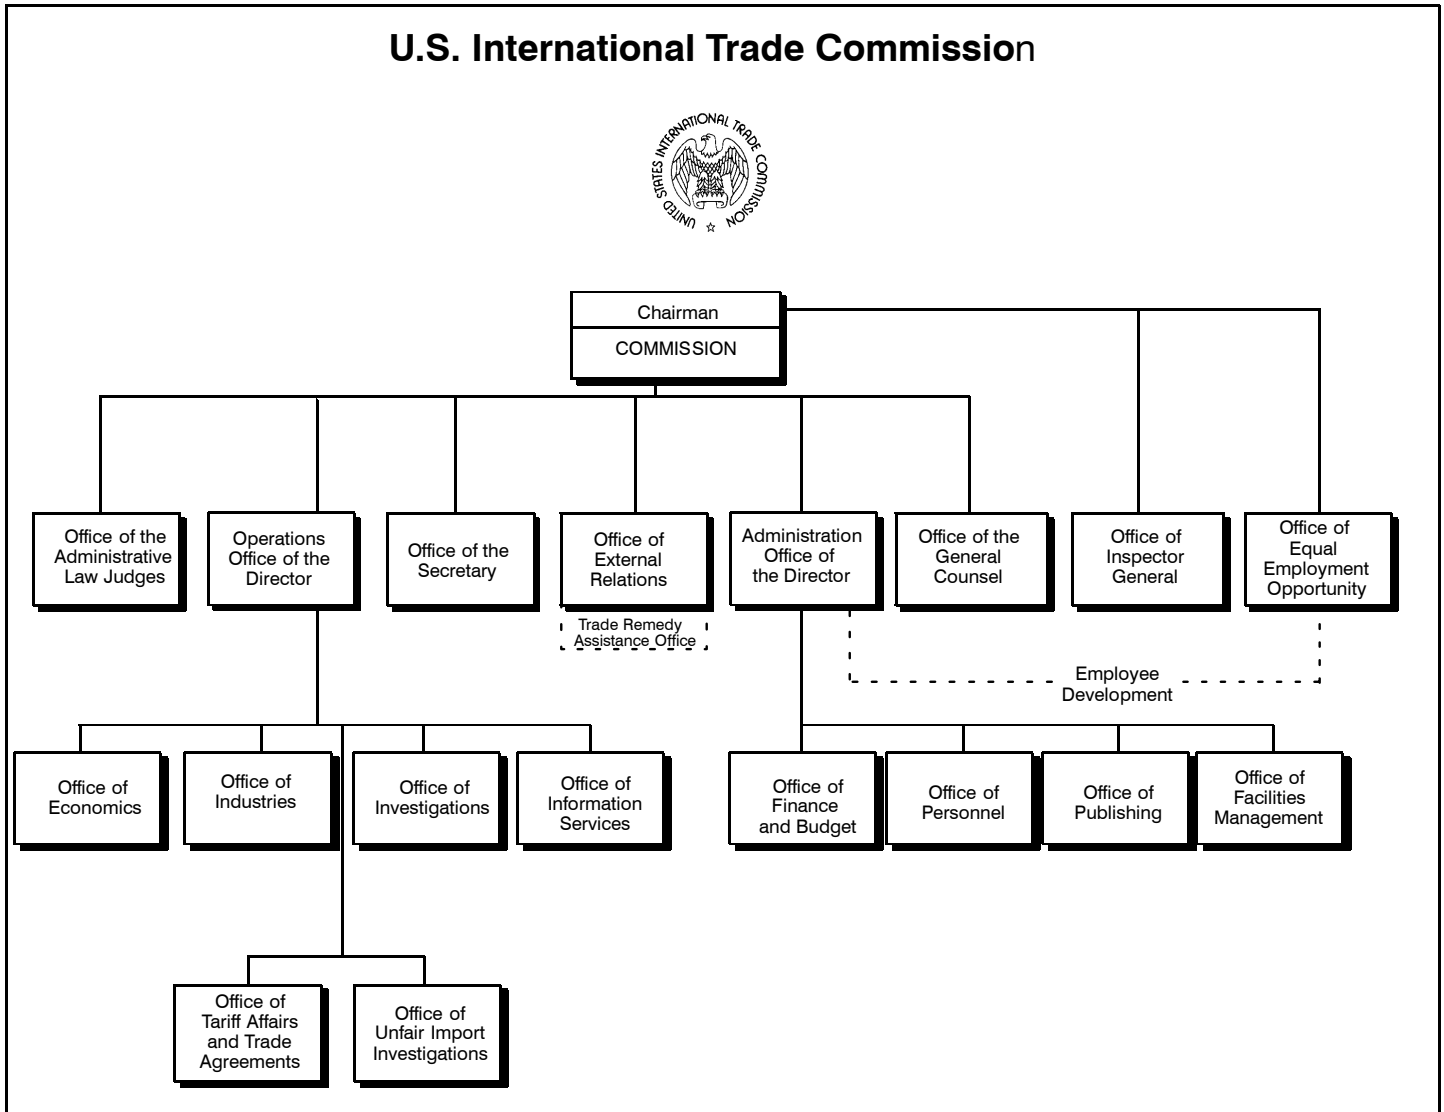 U.S. International Trade Commission
UNITED STATES INTERNATIONAL TRADE COMMISSION
Chairman
COMMISSION
Office of the
Administrative
Law Judges
Operations
Office of the
Director
Office of the
Secretary
Office of
External
Relations
Trade Remedy
Assistance Office
Administration
Office of
the Director
Office of the
General
Counsel
Office of
Inspector
General
Office of
Equal
Employment
Opportunity
Employee
Development
Office of
Economics
Office of
Industries
Office of
Investigations
Office of
Information
Services
Office of
Finance
and Budget
Office of
Personnel
Office of
Publishing
Office of
Facilities
Management
Office of
Tariff Affairs
and Trade
Agreements
Office of
Unfair Import
Investigations